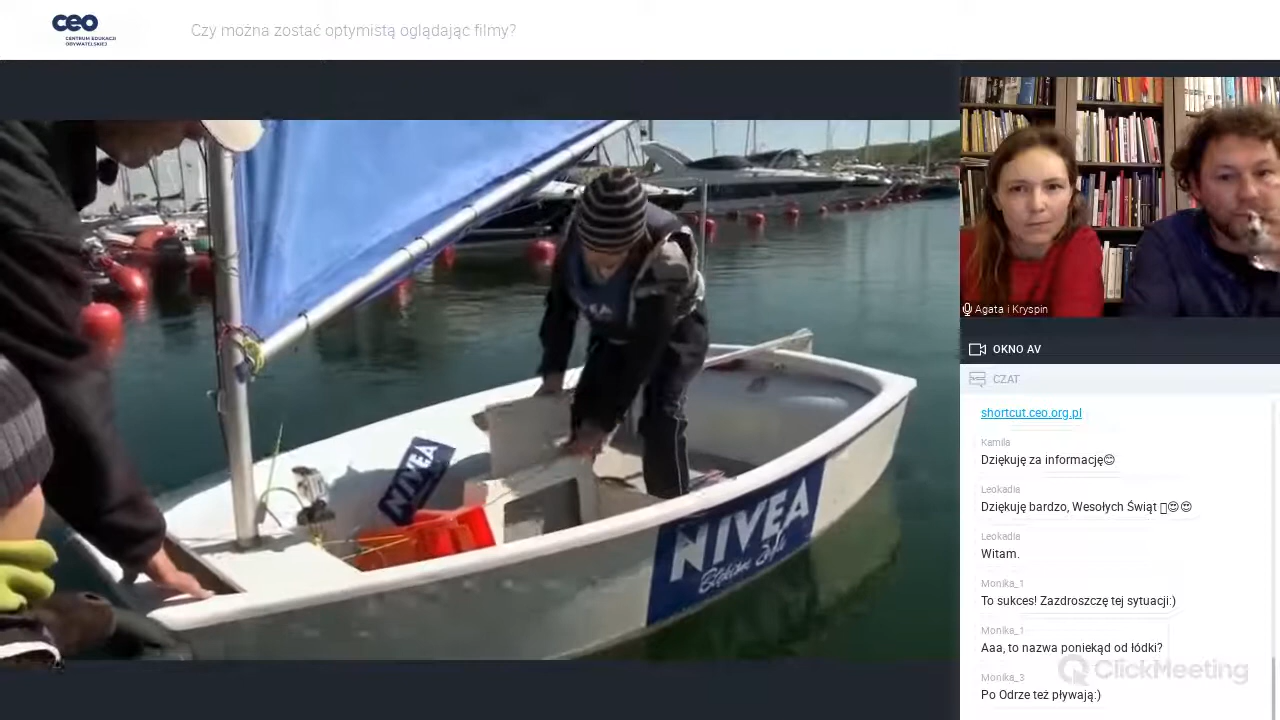 ceo
CENTRUM EDUKACJI
OBYWATELSKIEJ
Czy można zostać optymistą oglądając filmy?
NIVEA
NIVEA
Agata i Kryspin
OKNO AV
CZAT
shortcut.ceo.org.pl
Kamila
Dziękuję za informację😊
Leokadia
Dziękuję bardzo, Wesołych Świąt 😍😍
Leokadia
Witam.
Monika_1
To sukces! Zazdroszczę tej sytuacji:)
Monika_1
Aaa, to nazwa poniekąd od łódki?
ClickMeeting
Monika_3
Po Odrze też pływają:)